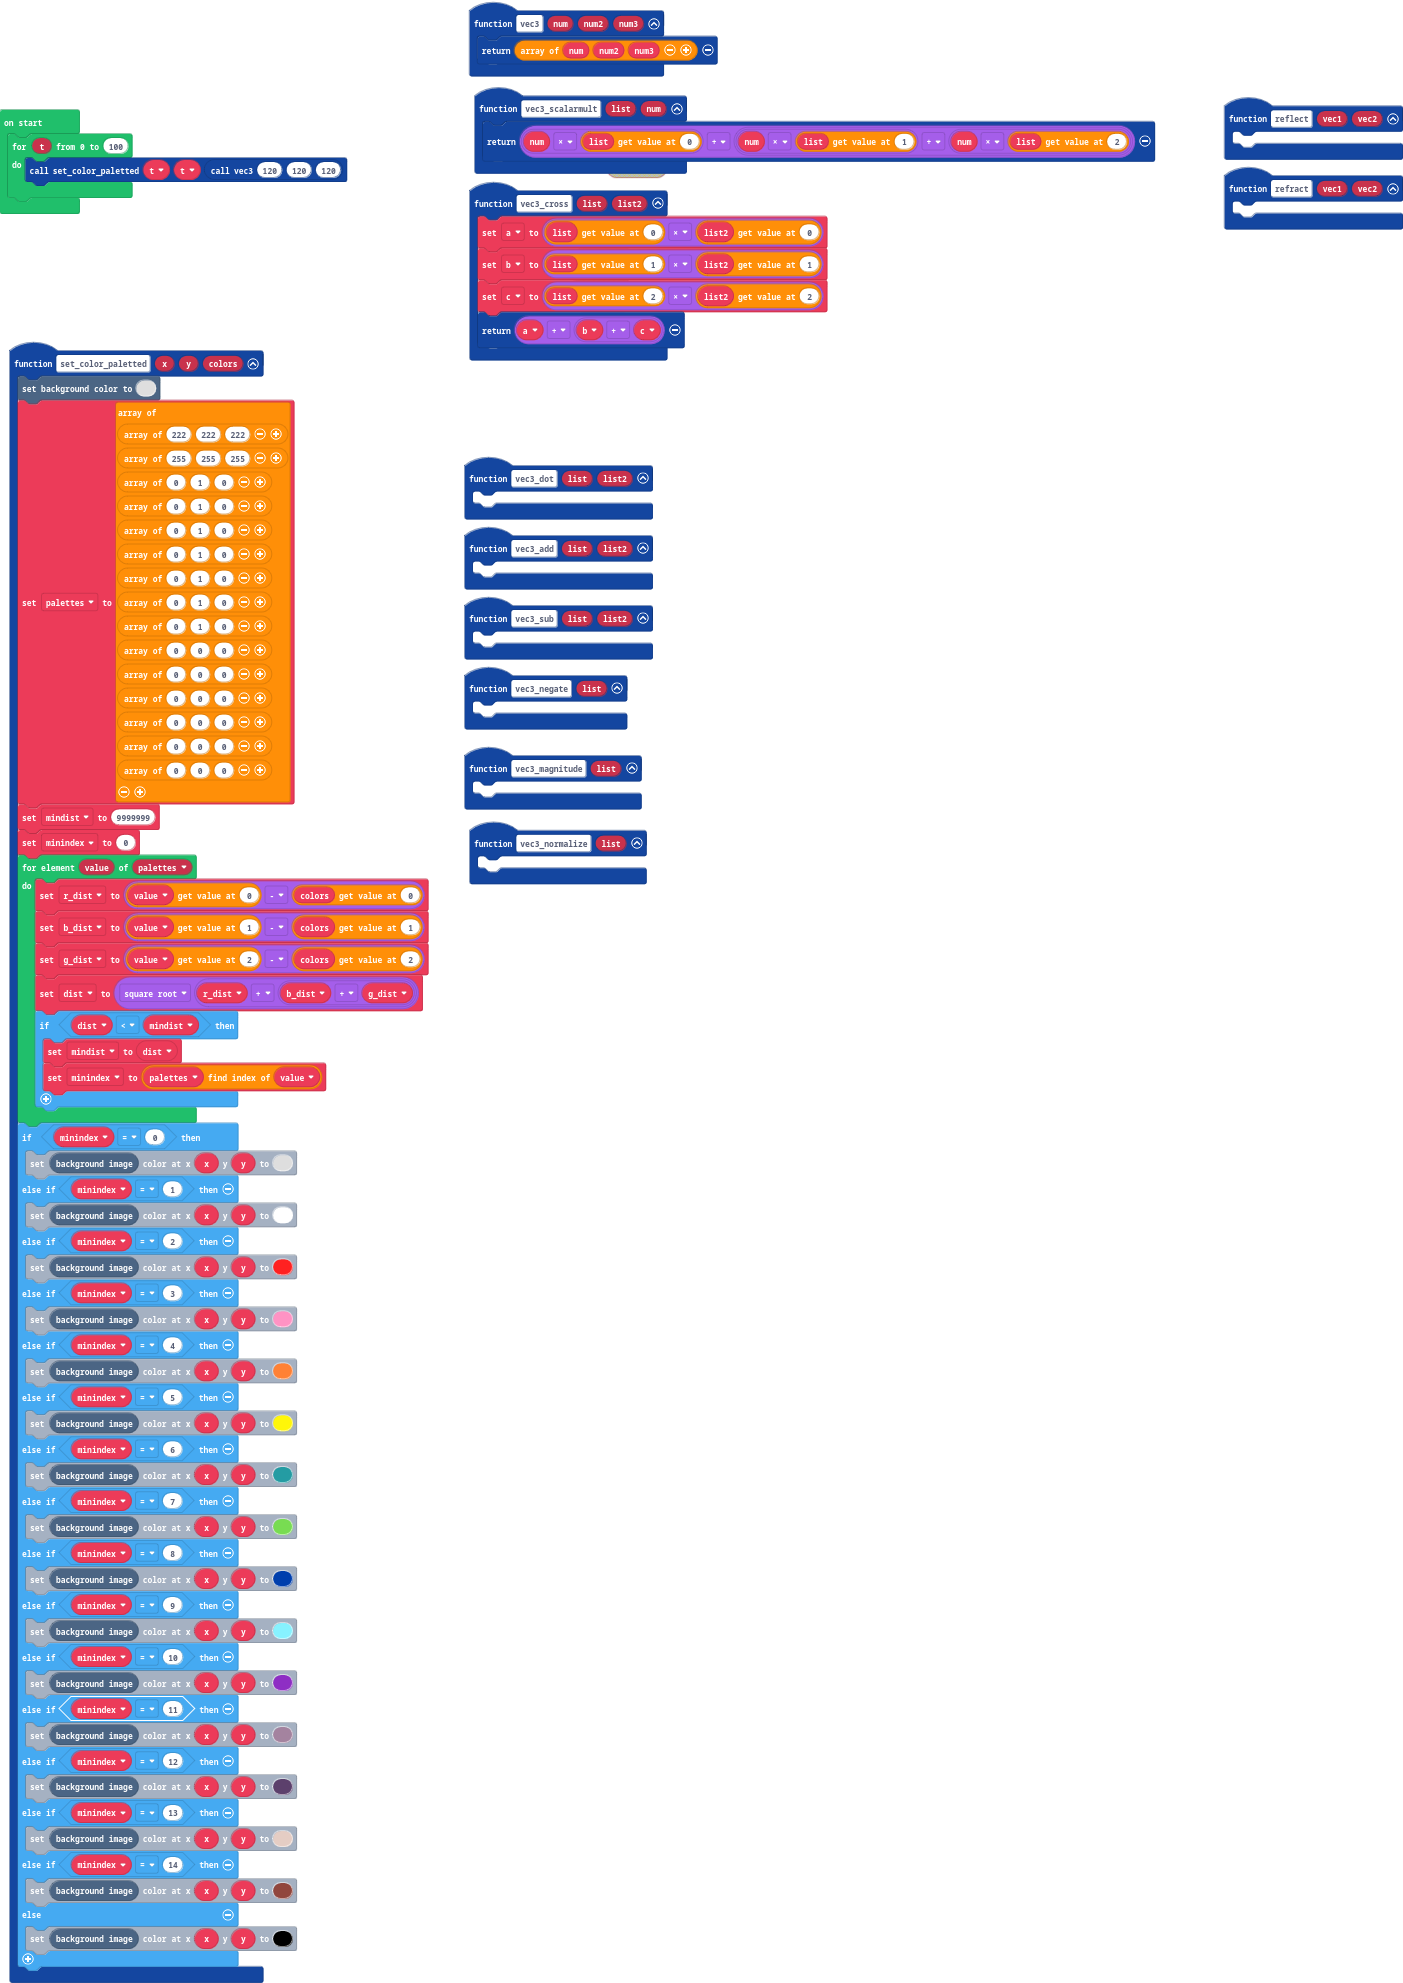 function vec3 num num2 num3
return array of num num2 num3
function vec3_scalarmult list num
return num × list get value at 0 + num × list get value at 1 + num × list get value at 2
function reflect vec1 vec2
function refract vec1 vec2
on start
for t from 0 to 100
do call set_color_paletted t t call vec3 120 120 120
function vec3_cross list list2
set a to list get value at 0 × list2 get value at 0
set b to list get value at 1 × list2 get value at 1
set c to list get value at 2 × list2 get value at 2
return a + b + c
function set_color_paletted x y colors
set background color to
set palettes to
array of
array of 222 222 222
array of 255 255 255
array of 0 1 0
array of 0 1 0
array of 0 1 0
array of 0 1 0
array of 0 1 0
array of 0 1 0
array of 0 1 0
array of 0 0 0
array of 0 0 0
array of 0 0 0
array of 0 0 0
array of 0 0 0
array of 0 0 0
set mindist to 9999999
set minindex to 0
for element value of palettes
do
set r_dist to value get value at 0 - colors get value at 0
set b_dist to value get value at 1 - colors get value at 1
set g_dist to value get value at 2 - colors get value at 2
set dist to square root r_dist + b_dist + g_dist
if dist < mindist then
set mindist to dist
set minindex to palettes find index of value
if minindex = 0 then
set background image color at x x y y to
else if minindex = 1 then
set background image color at x x y y to
else if minindex = 2 then
set background image color at x x y y to
else if minindex = 3 then
set background image color at x x y y to
else if minindex = 4 then
set background image color at x x y y to
else if minindex = 5 then
set background image color at x x y y to
else if minindex = 6 then
set background image color at x x y y to
else if minindex = 7 then
set background image color at x x y y to
else if minindex = 8 then
set background image color at x x y y to
else if minindex = 9 then
set background image color at x x y y to
else if minindex = 10 then
set background image color at x x y y to
else if minindex = 11 then
set background image color at x x y y to
else if minindex = 12 then
set background image color at x x y y to
else if minindex = 13 then
set background image color at x x y y to
else if minindex = 14 then
set background image color at x x y y to
else
set background image color at x x y y to
function vec3_dot list list2
function vec3_add list list2
function vec3_sub list list2
function vec3_negate list
function vec3_magnitude list
function vec3_normalize list